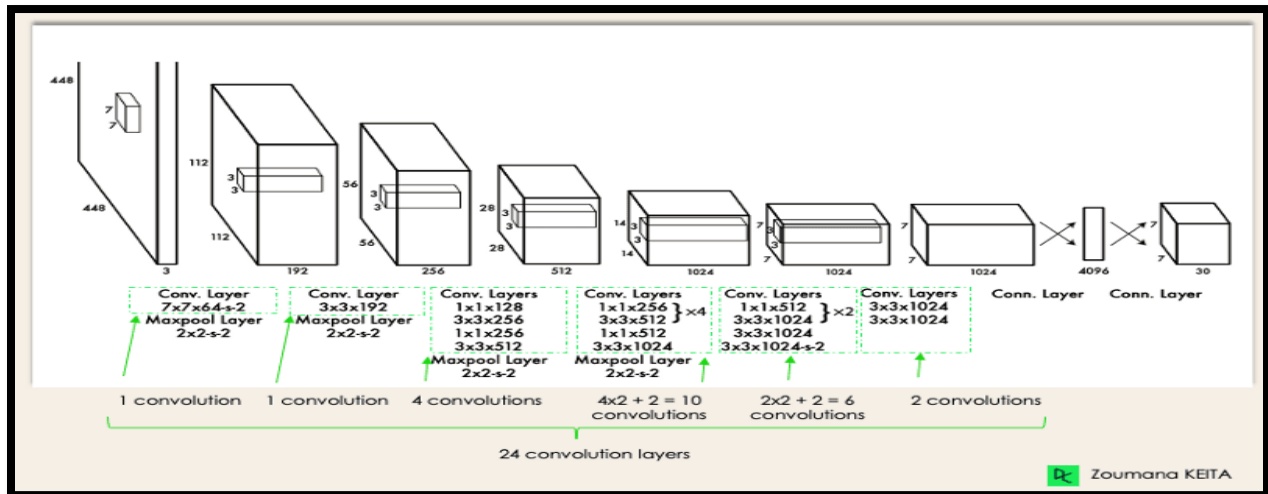 448
7
7
448
3
112
3
3
112
192
56
3
3
56
256
28
3
3
28
512
14
3
3
14
1024
7
3
3
7
1024
7
7
1024
4096
7
7
30
Conv. Layer
7x7x64-s-2
Maxpool Layer
2x2-s-2
Conv. Layer
3x3x192
Maxpool Layer
2x2-s-2
Conv. Layers
1x1x128
3x3x256
1x1x256
3x3x512
Maxpool Layer
2x2-s-2
Conv. Layers
1x1x256
3x3x512 } ×4
1x1x512
3x3x1024
Maxpool Layer
2x2-s-2
Conv. Layers
1x1x512
3x3x1024 } ×2
3x3x1024
3x3x1024-s-2
Conv. Layers
3x3x1024
3x3x1024
Conn. Layer
Conn. Layer
1 convolution
1 convolution
4 convolutions
4x2 + 2 = 10
convolutions
2x2 + 2 = 6
convolutions
2 convolutions
24 convolution layers
DC Zoumana KEITA